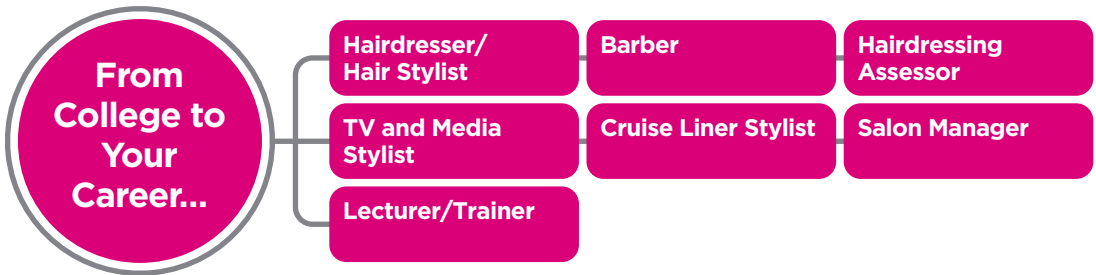 From
College to
Your
Career...
Hairdresser/
Hair Stylist
Barber
Hairdressing
Assessor
TV and Media
Stylist
Cruise Liner Stylist
Salon Manager
Lecturer/Trainer